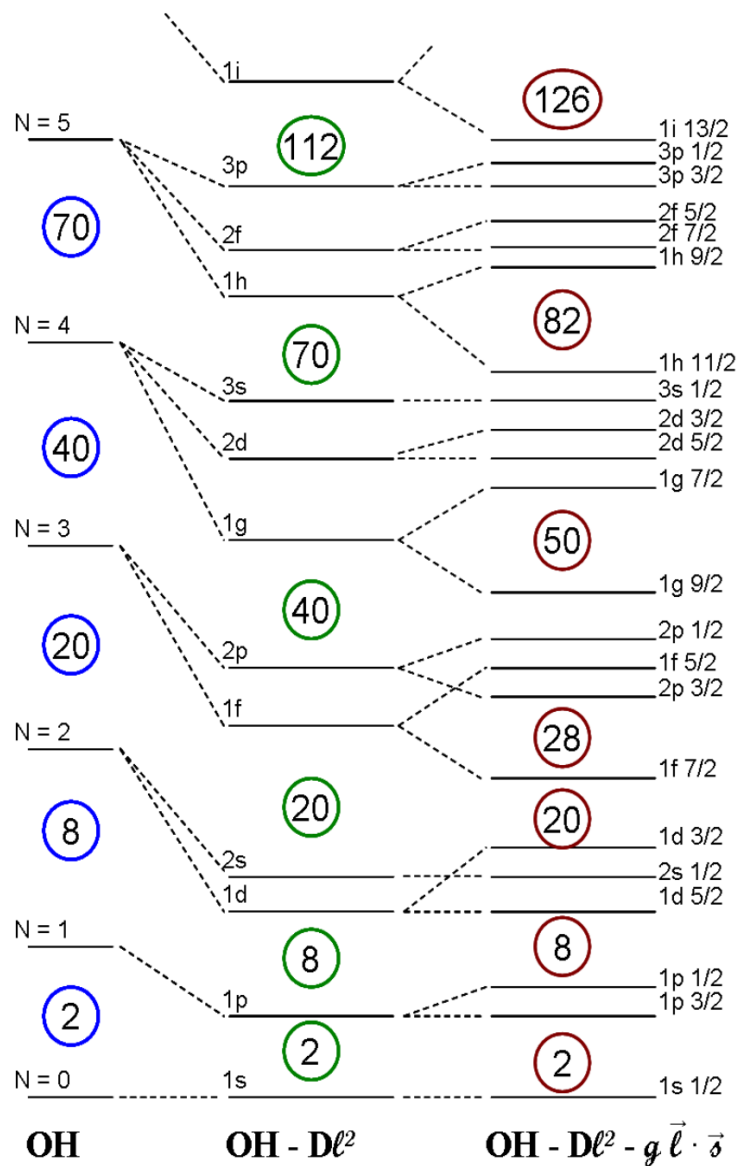 1i
126
N = 5
112
1i 13/2
3p 1/2
3p
3p 3/2
70
2f 5/2
2f
2f 7/2
1h 9/2
1h
82
N = 4
70
1h 11/2
3s
3s 1/2
2d 3/2
40
2d
2d 5/2
1g 7/2
N = 3
1g
50
1g 9/2
40
20
2p 1/2
2p
1f 5/2
2p 3/2
1f
28
N = 2
1f 7/2
20
20
8
1d 3/2
2s
2s 1/2
1d
1d 5/2
N = 1
8
8
1p 1/2
2
1p
1p 3/2
2
2
N = 0
1s
1s 1/2
OH OH - Dℓ² OH - Dℓ² - g ℓ⃗ · s⃗